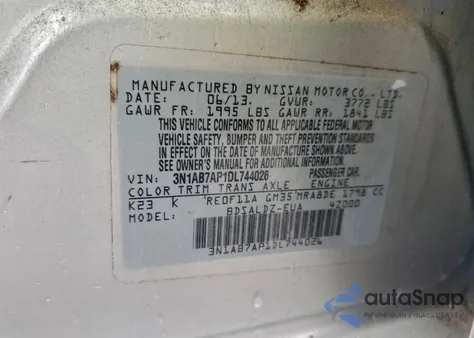 MANUFACTURED BY NISSAN MOTOR CO., LTD.
DATE: 06/13. GVWR: 3772 LBS
GAWR FR: 1995 LBS GAWR RR: 1841 LBS
THIS VEHICLE CONFORMS TO ALL APPLICABLE FEDERAL MOTOR
VEHICLE SAFETY, BUMPER AND THEFT PREVENTION STANDARDS
IN EFFECT ON THE DATE OF MANUFACTURE SHOWN ABOVE.
SEE OWNER'S MANUAL FOR ADDITIONAL INFORMATION.
VIN: 3N1AB7AP1DL744026 PASSENGER CAR.
COLOR TRIM TRANS AXLE ENGINE
K23 K RE0F11A GM35 MRA8DE 1798 CC
MODEL: BDSALDZ-EUA 4Z000
3N1AB7AP1DL744026
autoSnap